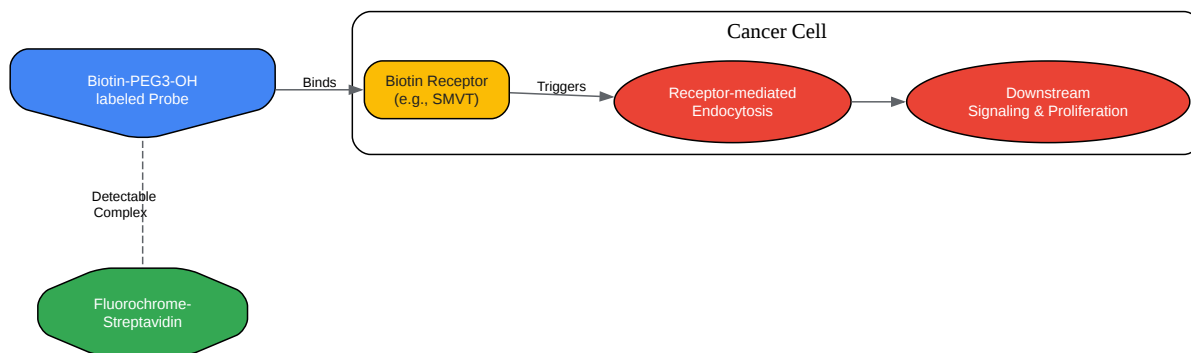 Cancer Cell
Biotin-PEG3-OH
labeled Probe
Binds
Biotin Receptor
(e.g., SMVT)
Triggers
Receptor-mediated
Endocytosis
Downstream
Signaling & Proliferation
Detectable
Complex
Fluorochrome-
Streptavidin